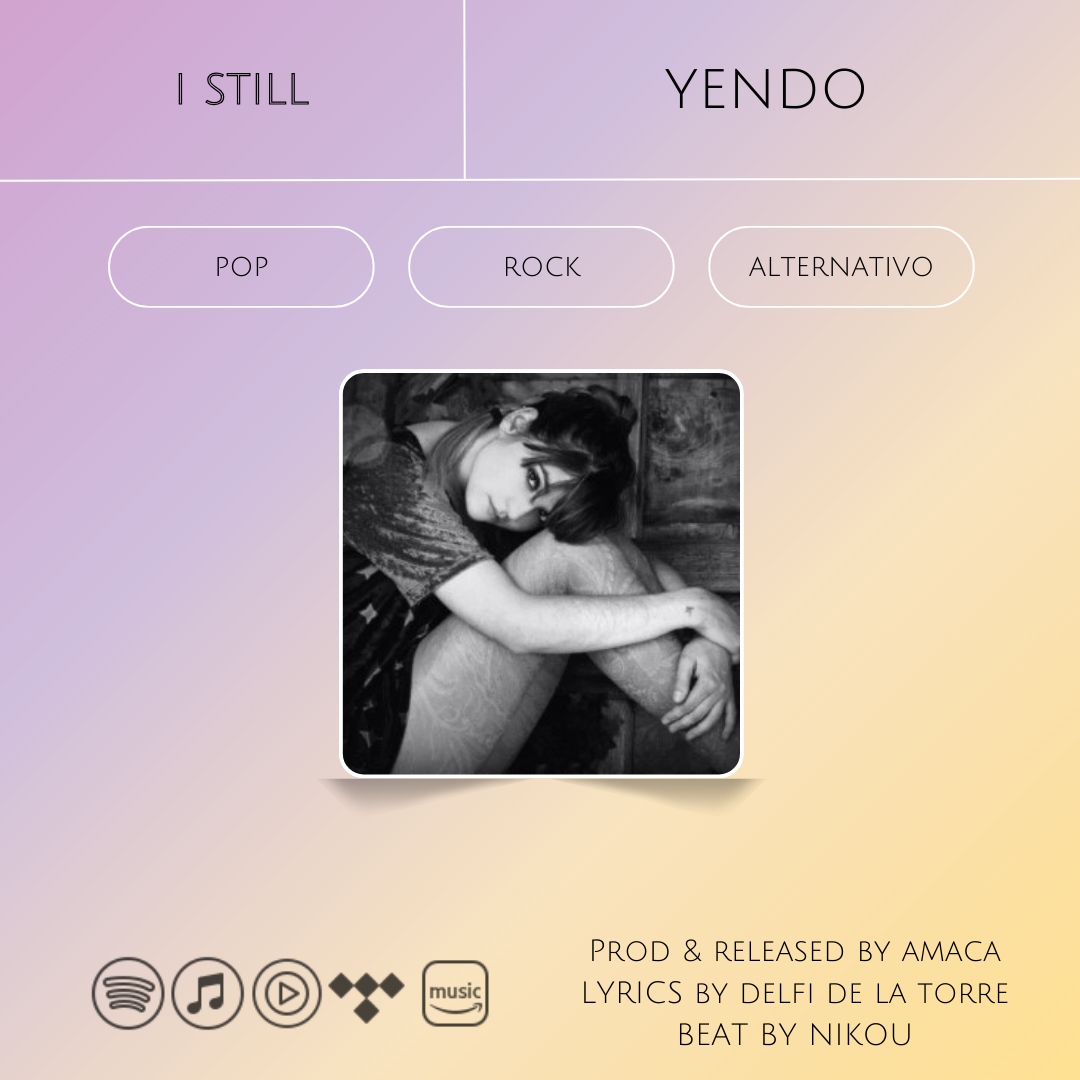 I STILL
YENDO
POP
ROCK
ALTERNATIVO
music
PROD & RELEASED BY AMACA
LYRICS BY DELFI DE LA TORRE
BEAT BY NIKOU